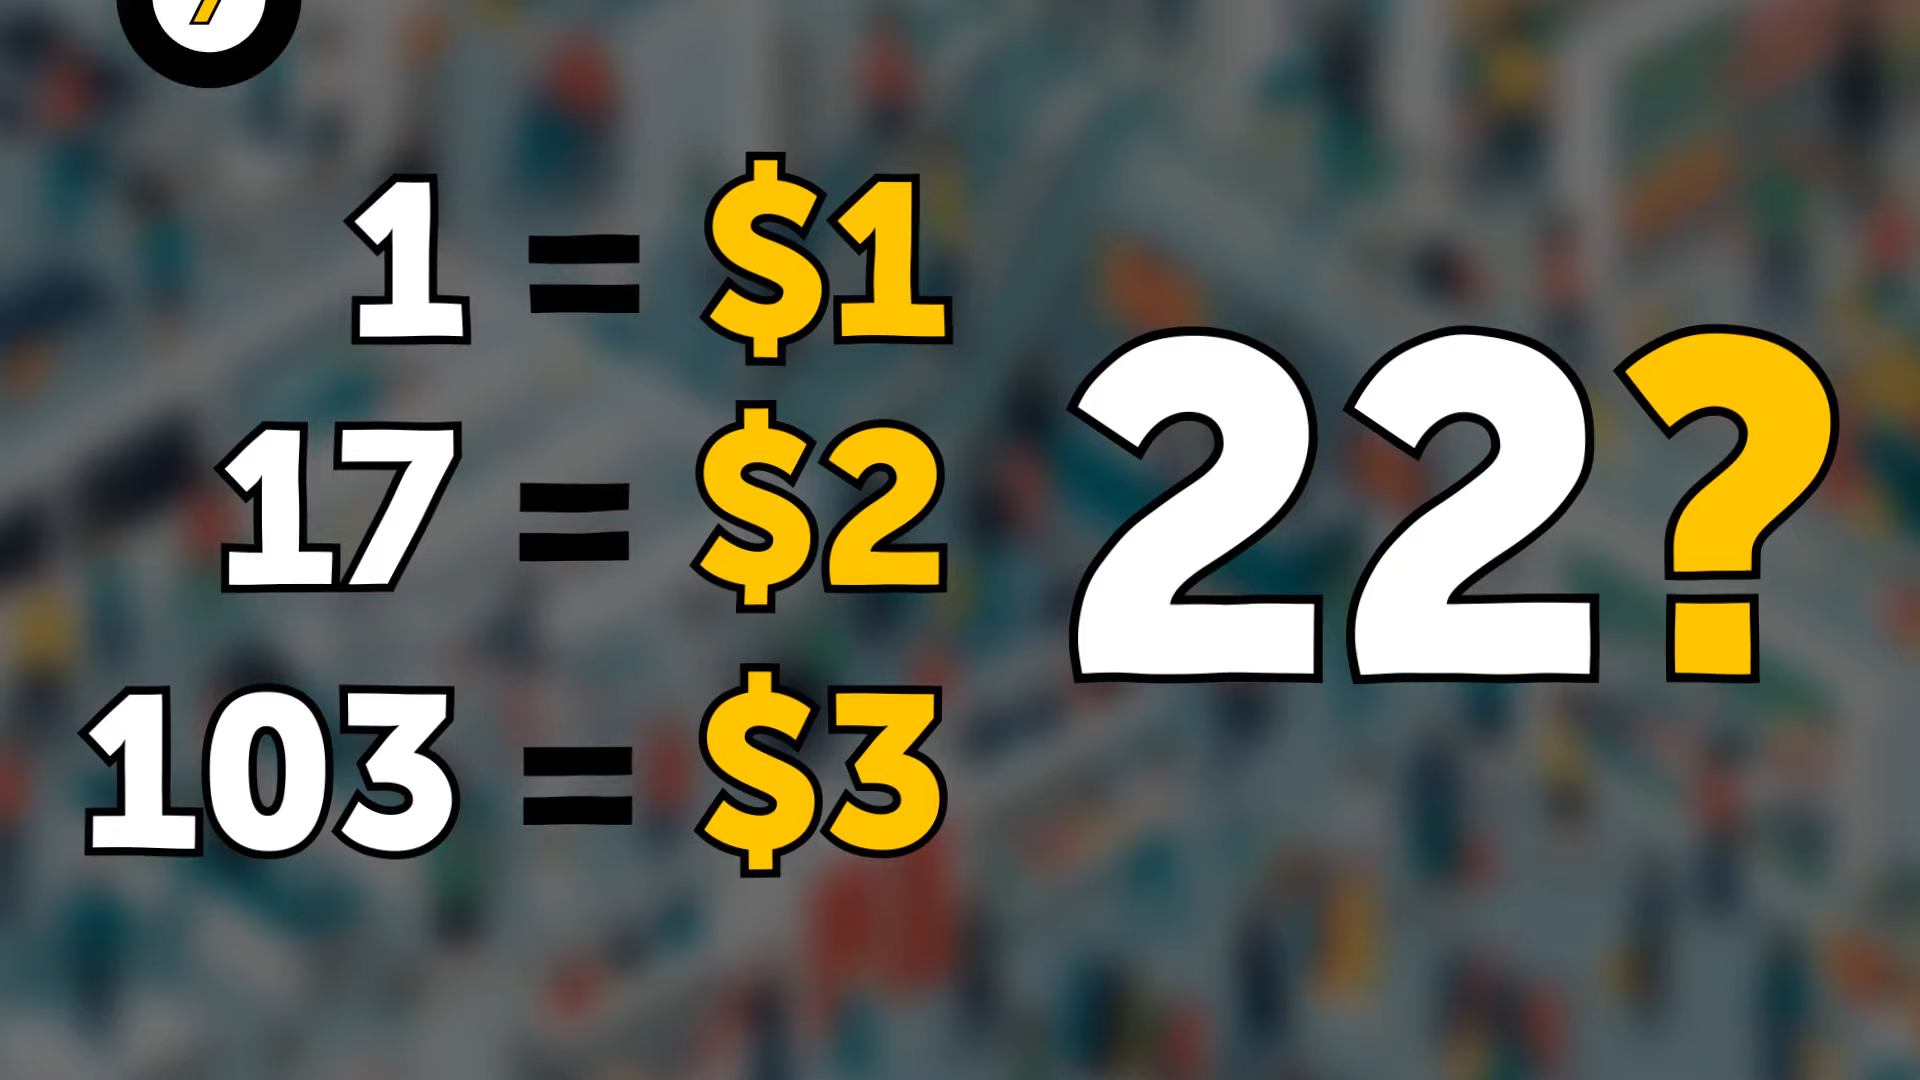 1 = $1
17 = $2
103 = $3
22?